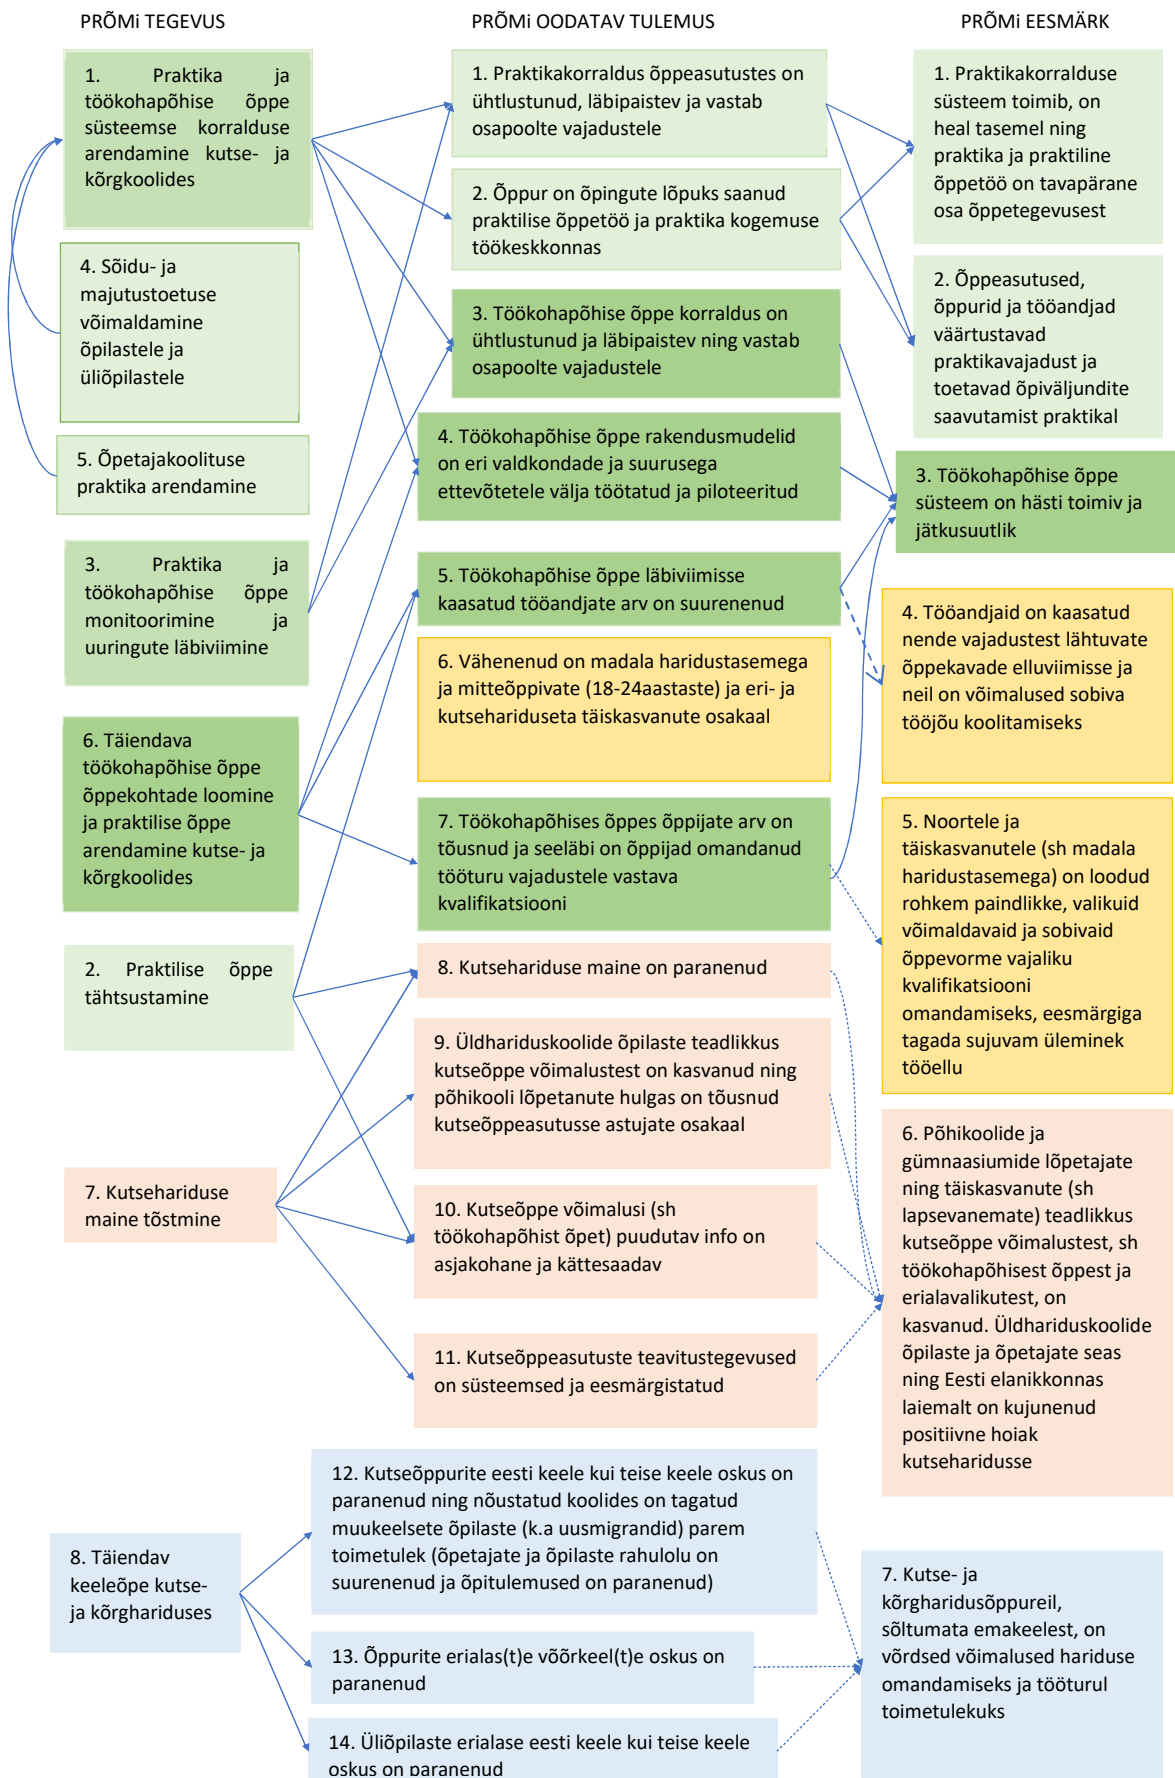 PRÕMi TEGEVUS
1. Praktika ja
töökohapõhise õppe
süsteemse korralduse
arendamine kutse- ja
kõrgkoolides
4. Sõidu- ja
majutustoetuse
võimaldamine
õpilastele ja
üliõpilastele
5. Õpetajakoolituse
praktika arendamine
3. Praktika ja
töökohapõhise õppe
monitoorimine ja
uuringute läbiviimine
6. Täiendava
töökohapõhise õppe
õppekohtade loomine
ja praktilise õppe
arendamine kutse- ja
kõrgkoolides
2. Praktilise õppe
tähtsustamine
7. Kutsehariduse
maine tõstmine
8. Täiendav
keeleõpe kutse-
ja kõrghariduses
PRÕMi OODATAV TULEMUS
1. Praktikakorraldus õppeasutustes on
ühtlustunud, läbipaistev ja vastab
osapoolte vajadustele
2. Õppur on õpingute lõpuks saanud
praktilise õppetöö ja praktika kogemuse
töökeskkonnas
3. Töökohapõhise õppe korraldus on
ühtlustunud ja läbipaistev ning vastab
osapoolte vajadustele
4. Töökohapõhise õppe rakendusmudelid
on eri valdkondade ja suurusega
ettevõtetele välja töötatud ja piloteeritud
5. Töökohapõhise õppe läbiviimisse
kaasatud tööandjate arv on suurenenud
6. Vähenenud on madala haridustasemega
ja mitteõppivate (18-24aastaste) ja eri- ja
kutsehariduseta täiskasvanute osakaal
7. Töökohapõhises õppes õppijate arv on
tõusnud ja seeläbi on õppijad omandanud
tööturu vajadustele vastava
kvalifikatsiooni
8. Kutsehariduse maine on paranenud
9. Üldhariduskoolide õpilaste teadlikkus
kutseõppe võimalustest on kasvanud ning
põhikooli lõpetanute hulgas on tõusnud
kutseõppeasutusse astujate osakaal
10. Kutseõppe võimalusi (sh
töökohapõhist õpet) puudutav info on
asjakohane ja kättesaadav
11. Kutseõppeasutuste teavitustegevused
on süsteemsed ja eesmärgistatud
12. Kutseõppurite eesti keele kui teise keele oskus on
paranenud ning nõustatud koolides on tagatud
muukeelsete õpilaste (k.a uusmigrandid) parem
toimetulek (õpetajate ja õpilaste rahulolu on
suurenenud ja õpitulemused on paranenud)
13. Õppurite erialas(t)e võõrkeel(t)e oskus on
paranenud
14. Üliõpilaste erialase eesti keele kui teise keele
oskus on paranenud
PRÕMi EESMÄRK
1. Praktikakorralduse
süsteem toimib, on
heal tasemel ning
praktika ja praktiline
õppetöö on tavapärane
osa õppetegevusest
2. Õppeasutused,
õppurid ja tööandjad
väärtustavad
praktikavajadust ja
toetavad õpiväljundite
saavutamist praktikal
3. Töökohapõhise õppe
süsteem on hästi toimiv ja
jätkusuutlik
4. Tööandjaid on kaasatud
nende vajadustest lähtuvate
õppekavade elluviimisse ja
neil on võimalused sobiva
tööjõu koolitamiseks
5. Noortele ja
täiskasvanutele (sh madala
haridustasemega) on loodud
rohkem paindlikke, valikuid
võimaldavaid ja sobivaid
õppevorme vajaliku
kvalifikatsiooni
omandamiseks, eesmärgiga
tagada sujuvam üleminek
tööellu
6. Põhikoolide ja
gümnaasiumide lõpetajate
ning täiskasvanute (sh
lapsevanemate) teadlikkus
kutseõppe võimalustest, sh
töökohapõhisest õppest ja
erialavalikutest, on
kasvanud. Üldhariduskoolide
õpilaste ja õpetajate seas
ning Eesti elanikkonnas
laiemalt on kujunenud
positiivne hoiak
kutseharidusse
7. Kutse- ja
kõrgharidusõppureil,
sõltumata emakeelest, on
võrdsed võimalused hariduse
omandamiseks ja tööturul
toimetulekuks